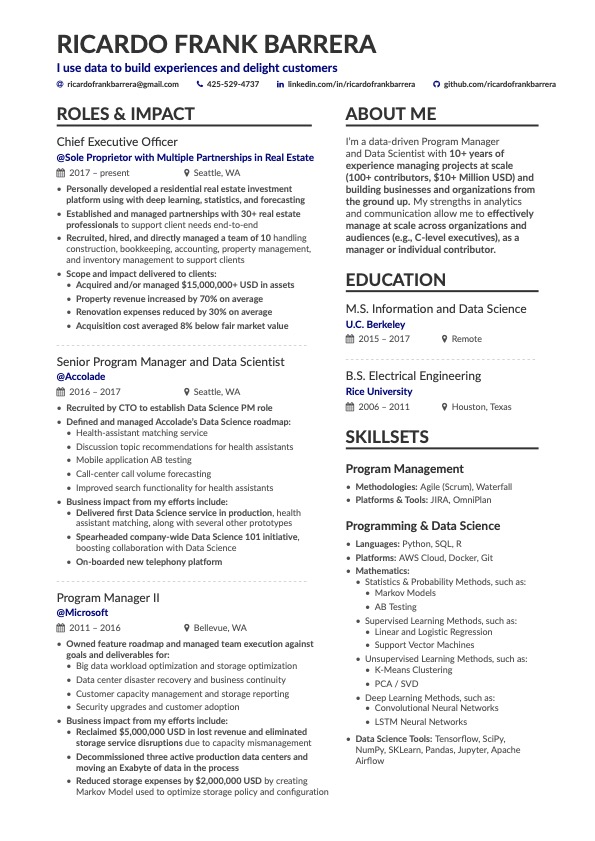 RICARDO FRANK BARRERA
I use data to build experiences and delight customers
ricardofrankbarrera@gmail.com 425-529-4737 linkedin.com/in/ricardofrankbarrera github.com/ricardofrankbarrera
ROLES & IMPACT
Chief Executive Officer
@Sole Proprietor with Multiple Partnerships in Real Estate
2017 – present Seattle, WA
• Personally developed a residential real estate investment
platform using with deep learning, statistics, and forecasting
• Established and managed partnerships with 30+ real estate
professionals to support client needs end-to-end
• Recruited, hired, and directly managed a team of 10 handling
construction, bookkeeping, accounting, property management,
and inventory management to support clients
• Scope and impact delivered to clients:
• Acquired and/or managed $15,000,000+ USD in assets
• Property revenue increased by 70% on average
• Renovation expenses reduced by 30% on average
• Acquisition cost averaged 8% below fair market value
Senior Program Manager and Data Scientist
@Accolade
2016 – 2017 Seattle, WA
• Recruited by CTO to establish Data Science PM role
• Defined and managed Accolade's Data Science roadmap:
• Health-assistant matching service
• Discussion topic recommendations for health assistants
• Mobile application AB testing
• Call-center call volume forecasting
• Improved search functionality for health assistants
• Business impact from my efforts include:
• Delivered first Data Science service in production, health
assistant matching, along with several other prototypes
• Spearheaded company-wide Data Science 101 initiative,
boosting collaboration with Data Science
• On-boarded new telephony platform
Program Manager II
@Microsoft
2011 – 2016 Bellevue, WA
• Owned feature roadmap and managed team execution against
goals and deliverables for:
• Big data workload optimization and storage optimization
• Data center disaster recovery and business continuity
• Customer capacity management and storage reporting
• Security upgrades and customer adoption
• Business impact from my efforts include:
• Reclaimed $5,000,000 USD in lost revenue and eliminated
storage service disruptions due to capacity mismanagement
• Decommissioned three active production data centers and
moving an Exabyte of data in the process
• Reduced storage expenses by $2,000,000 USD by creating
Markov Model used to optimize storage policy and configuration
ABOUT ME
I'm a data-driven Program Manager
and Data Scientist with 10+ years of
experience managing projects at scale
(100+ contributors, $10+ Million USD) and
building businesses and organizations from
the ground up. My strengths in analytics
and communication allow me to effectively
manage at scale across organizations and
audiences (e.g., C-level executives), as a
manager or individual contributor.
EDUCATION
M.S. Information and Data Science
U.C. Berkeley
2015 – 2017 Remote
B.S. Electrical Engineering
Rice University
2006 – 2011 Houston, Texas
SKILLSETS
Program Management
• Methodologies: Agile (Scrum), Waterfall
• Platforms & Tools: JIRA, OmniPlan
Programming & Data Science
• Languages: Python, SQL, R
• Platforms: AWS Cloud, Docker, Git
• Mathematics:
• Statistics & Probability Methods, such as:
• Markov Models
• AB Testing
• Supervised Learning Methods, such as:
• Linear and Logistic Regression
• Support Vector Machines
• Unsupervised Learning Methods, such as:
• K-Means Clustering
• PCA / SVD
• Deep Learning Methods, such as:
• Convolutional Neural Networks
• LSTM Neural Networks
• Data Science Tools: Tensorflow, SciPy,
NumPy, SKLearn, Pandas, Jupyter, Apache
Airflow